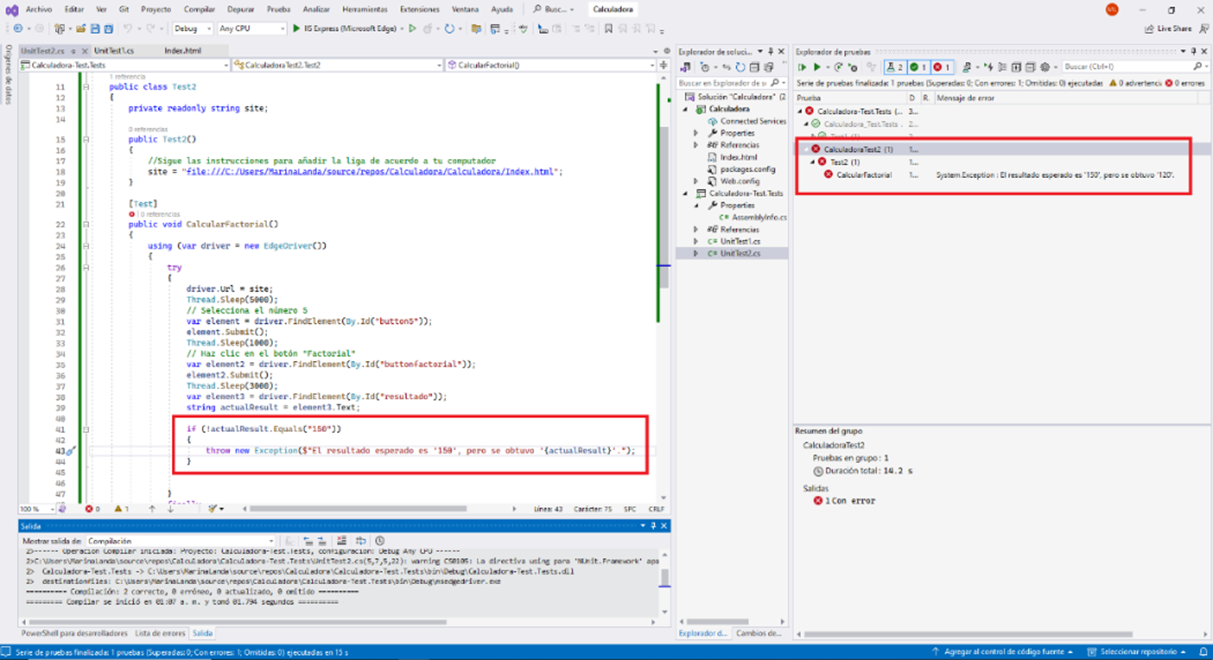 Archivo Editar Ver Git Proyecto Compilar Depurar Prueba Analizar Herramientas Extensiones Ventana Ayuda Busc... Calculadora
Debug Any CPU IIS Express (Microsoft Edge) Live Share
Orígenes de datos
UnitTest2.cs UnitTest1.cs Index.html
Calculadora-Test.Tests CalculadoraTest2.Test2 CalcularFactorial()
1 referencia
11 public class Test2
12 {
13 private readonly string site;
14
0 referencias
15 public Test2()
16 {
17 //Sigue las instrucciones para añadir la liga de acuerdo a tu computador
18 site = "file:///C:/Users/MarinaLanda/source/repos/Calculadora/Calculadora/Index.html";
19 }
20
21 [Test]
0 referencias
22 public void CalcularFactorial()
23 {
24 using (var driver = new EdgeDriver())
25 {
26 try
27 {
28 driver.Url = site;
29 Thread.Sleep(5000);
30 // Selecciona el número 5
31 var element = driver.FindElement(By.Id("button5"));
32 element.Submit();
33 Thread.Sleep(1000);
34 // Haz clic en el botón "Factorial"
35 var element2 = driver.FindElement(By.Id("buttonfactorial"));
36 element2.Submit();
37 Thread.Sleep(3000);
38 var element3 = driver.FindElement(By.Id("resultado"));
39 string actualResult = element3.Text;
40
41 if (!actualResult.Equals("150"))
42 {
43 throw new Exception($"El resultado esperado es '150', pero se obtuvo '{actualResult}'.");
44 }
45
46
47 }
100 % 0 1 Línea: 43 Carácter: 75 SPC CRLF
Salida
Mostrar salida de: Compilación
2>------ Operación Compilar iniciada: Proyecto: Calculadora-Test.Tests, configuración: Debug Any CPU ------
2>C:\Users\MarinaLanda\source\repos\Calculadora\Calculadora-Test.Tests\UnitTest2.cs(5,7,5,22): warning CS0105: La directiva using para 'NUnit.Framework' apa
2> Calculadora-Test.Tests -> C:\Users\MarinaLanda\source\repos\Calculadora\Calculadora-Test.Tests\bin\Debug\Calculadora-Test.Tests.dll
2> destinationFiles: C:\Users\MarinaLanda\source\repos\Calculadora\Calculadora-Test.Tests\bin\Debug\msedgedriver.exe
========== Compilación: 2 correcto, 0 erróneo, 0 actualizado, 0 omitido ==========
========== Compilar se inició en 01:07 a. m. y tomó 01.794 segundos ==========
PowerShell para desarrolladores Lista de errores Salida
Explorador de soluci...
Buscar en Explorador de s
Solución "Calculadora" (2
Calculadora
Connected Services
Properties
Referencias
Index.html
packages.config
Web.config
Calculadora-Test.Tests
Properties
AssemblyInfo.cs
Referencias
UnitTest1.cs
UnitTest2.cs
Explorador d... Cambios de...
Explorador de pruebas
2 1 1 Buscar (Ctrl+I)
Serie de pruebas finalizada: 1 pruebas (Superadas: 0; Con errores: 1; Omitidas: 0) ejecutadas 0 advertenci 0 errores
Prueba D R. Mensaje de error
Calculadora-Test.Tests (... 3...
Calculadora_Test.Tests 2...
CalculadoraTest2 (1) 1...
Test2 (1) 1...
CalcularFactorial 1... System.Exception : El resultado esperado es '150', pero se obtuvo '120'.
Resumen del grupo
CalculadoraTest2
Pruebas en grupo: 1
Duración total: 14.2 s
Salidas
1 Con error
Serie de pruebas finalizada: 1 pruebas (Superadas: 0; Con errores: 1; Omitidas: 0) ejecutadas en 15 s Agregar al control de código fuente Seleccionar repositorio